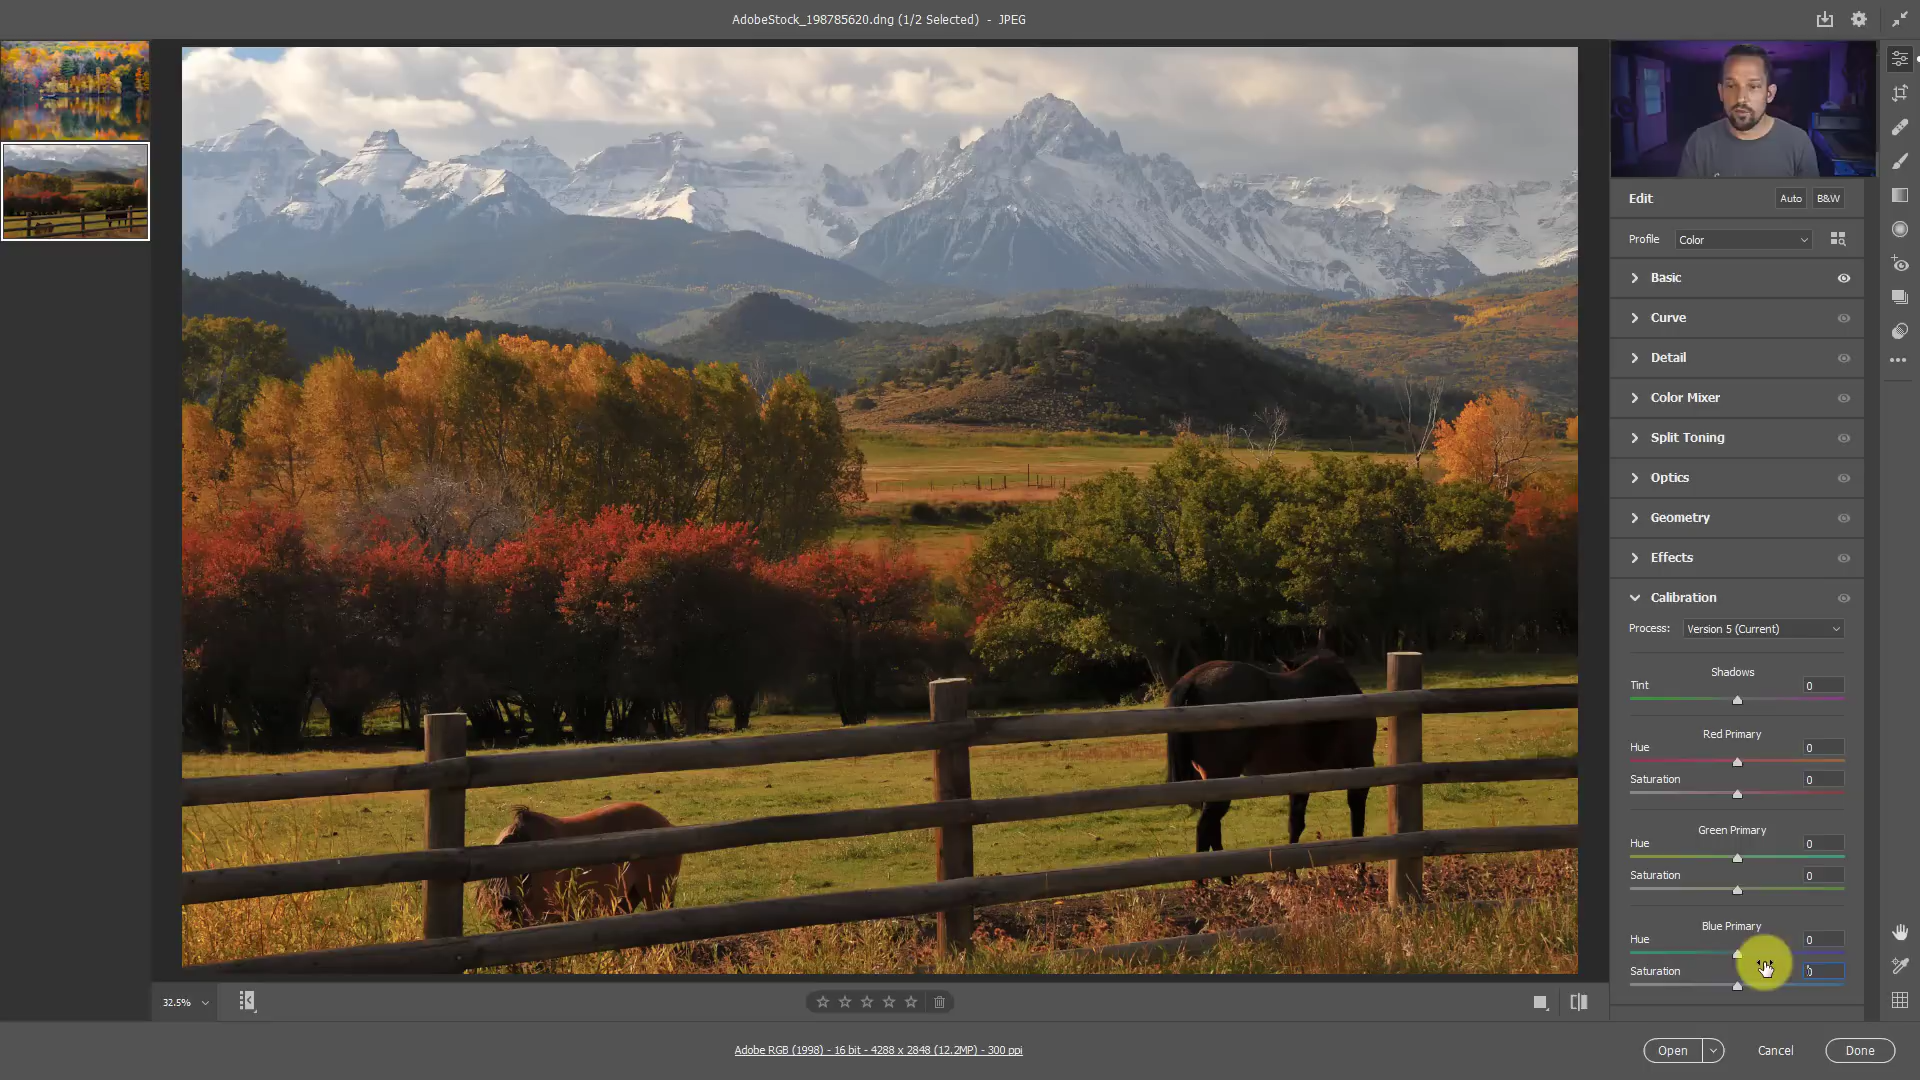 AdobeStock_198785620.dng (1/2 Selected) - JPEG
Edit
Auto
B&W
Profile
Color
Basic
Curve
Detail
Color Mixer
Split Toning
Optics
Geometry
Effects
Calibration
Process:
Version 5 (Current)
Shadows
Tint
0
Red Primary
Hue
0
Saturation
0
Green Primary
Hue
0
Saturation
0
Blue Primary
Hue
0
Saturation
0
32.5%
Adobe RGB (1998) - 16 bit - 4288 x 2848 (12.2MP) - 300 ppi
Open
Cancel
Done